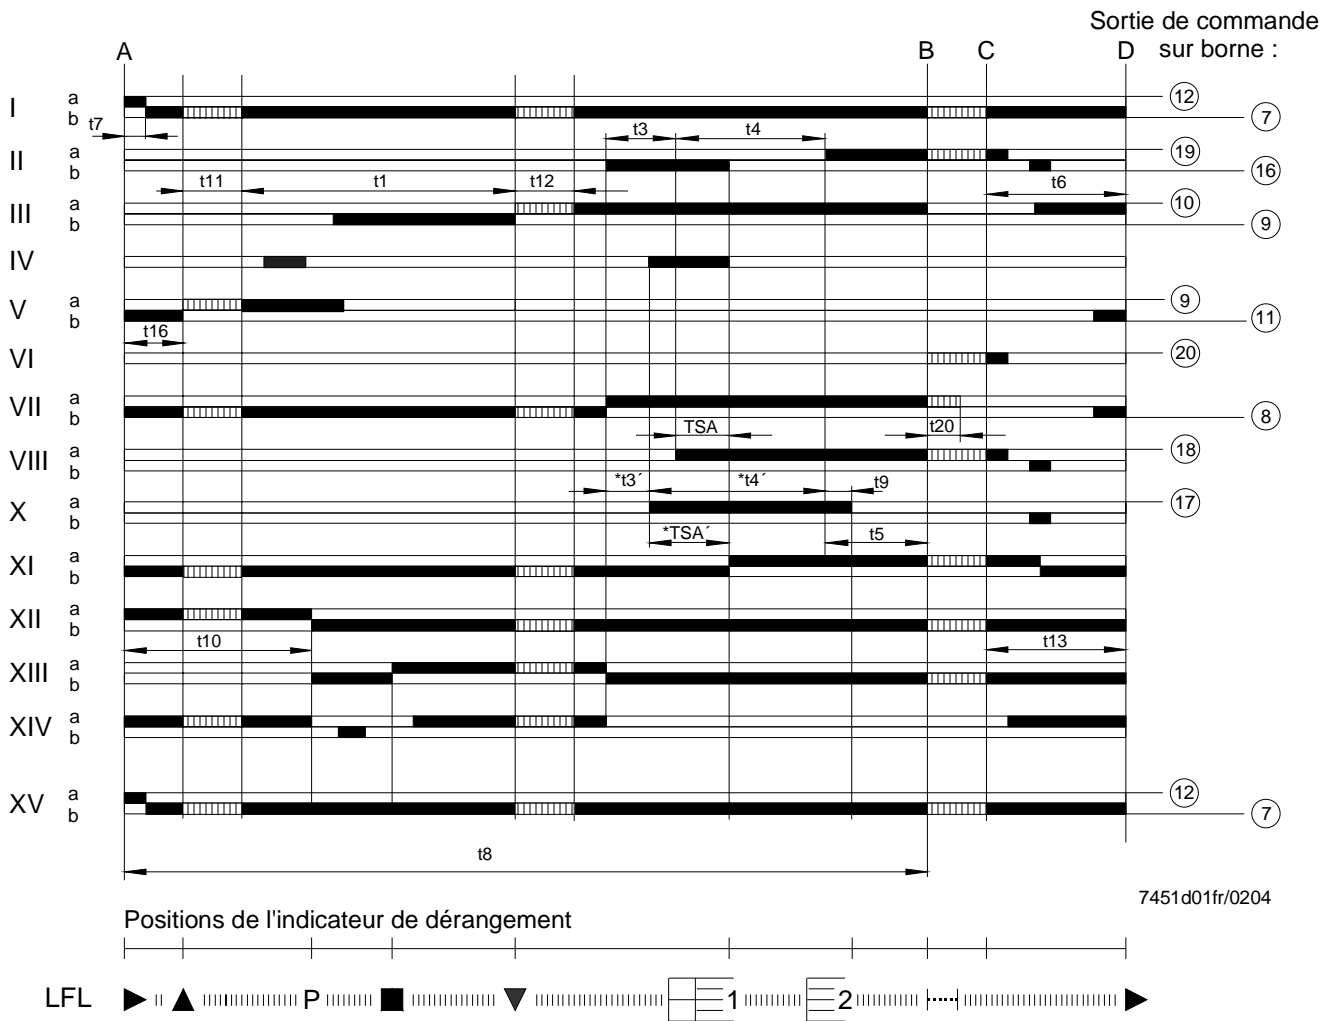 Sortie de commande
sur borne :
A B C D
I a b t7 12 7
II a b t3 t4 19 16
t11 t1 t12 t6
III a b 10 9
IV
V a b 9 11
t16
VI 20
VII a b 8
TSA t20
VIII a b 18
*t3´ *t4´ t9
X a b 17
*TSA´ t5
XI a b
XII a b
t10 t13
XIII a b
XIV a b
XV a b 12 7
t8
7451d01fr/0204
Positions de l'indicateur de dérangement
LFL P 1 2